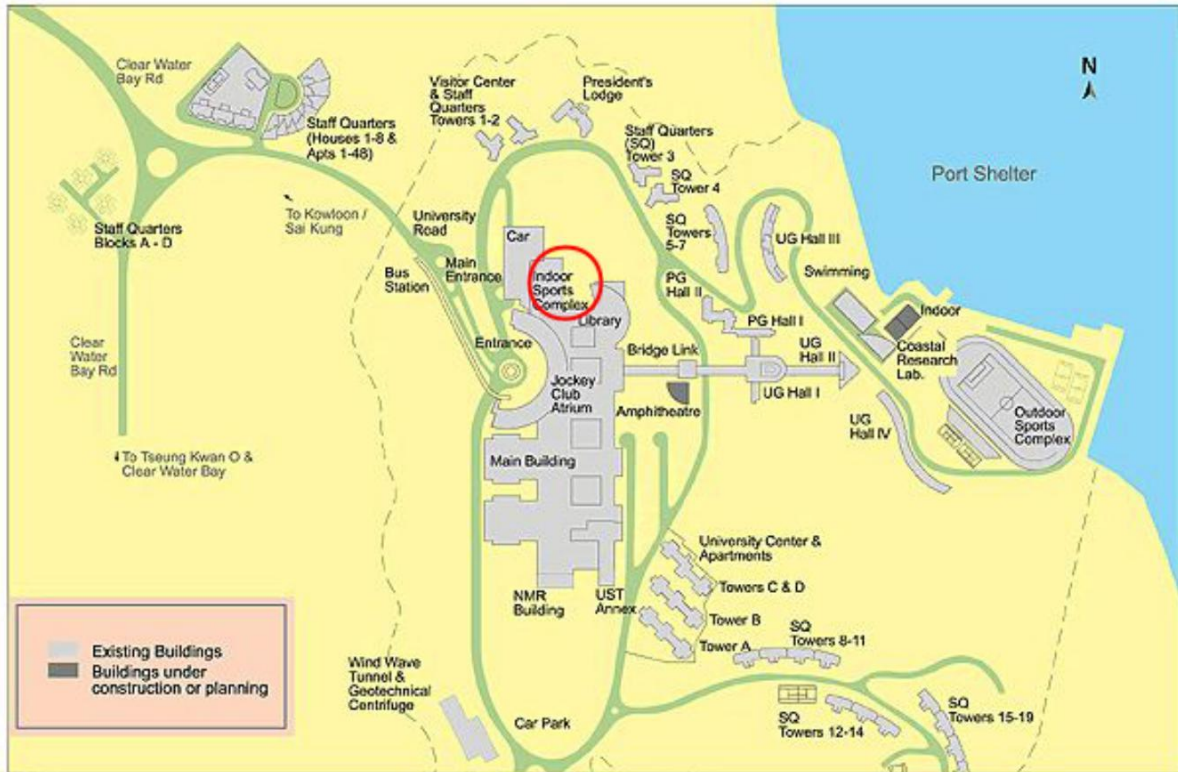 Clear Water
Bay Rd
Staff Quarters
(Houses 1-8 &
Apts 1-48)
Visitor Center
& Staff
Quarters
Towers 1-2
President's
Lodge
Staff Quarters
(SQ)
Tower 3
SQ
Tower 4
N
Port Shelter
To Kowloon /
Sai Kung
Staff Quarters
Blocks A - D
University
Road
Car
SQ
Towers
5-7
UG Hall III
Main
Entrance
Bus
Station
Indoor
Sports
Complex
Swimming
PG
Hall II
Library
PG Hall I
Indoor
Clear
Water
Bay Rd
Entrance
Bridge Link
UG
Hall II
Coastal
Research
Lab.
Jockey
Club
Atrium
Amphitheatre
UG Hall I
UG
Hall IV
Outdoor
Sports
Complex
To Tseung Kwan O &
Clear Water Bay
Main Building
University Center &
Apartments
Towers C & D
NMR
Building
UST
Annex
Tower B
Tower A
SQ
Towers 8-11
Existing Buildings
Buildings under
construction or planning
Wind Wave
Tunnel &
Geotechnical
Centrifuge
Car Park
SQ
Towers 12-14
SQ
Towers 15-19